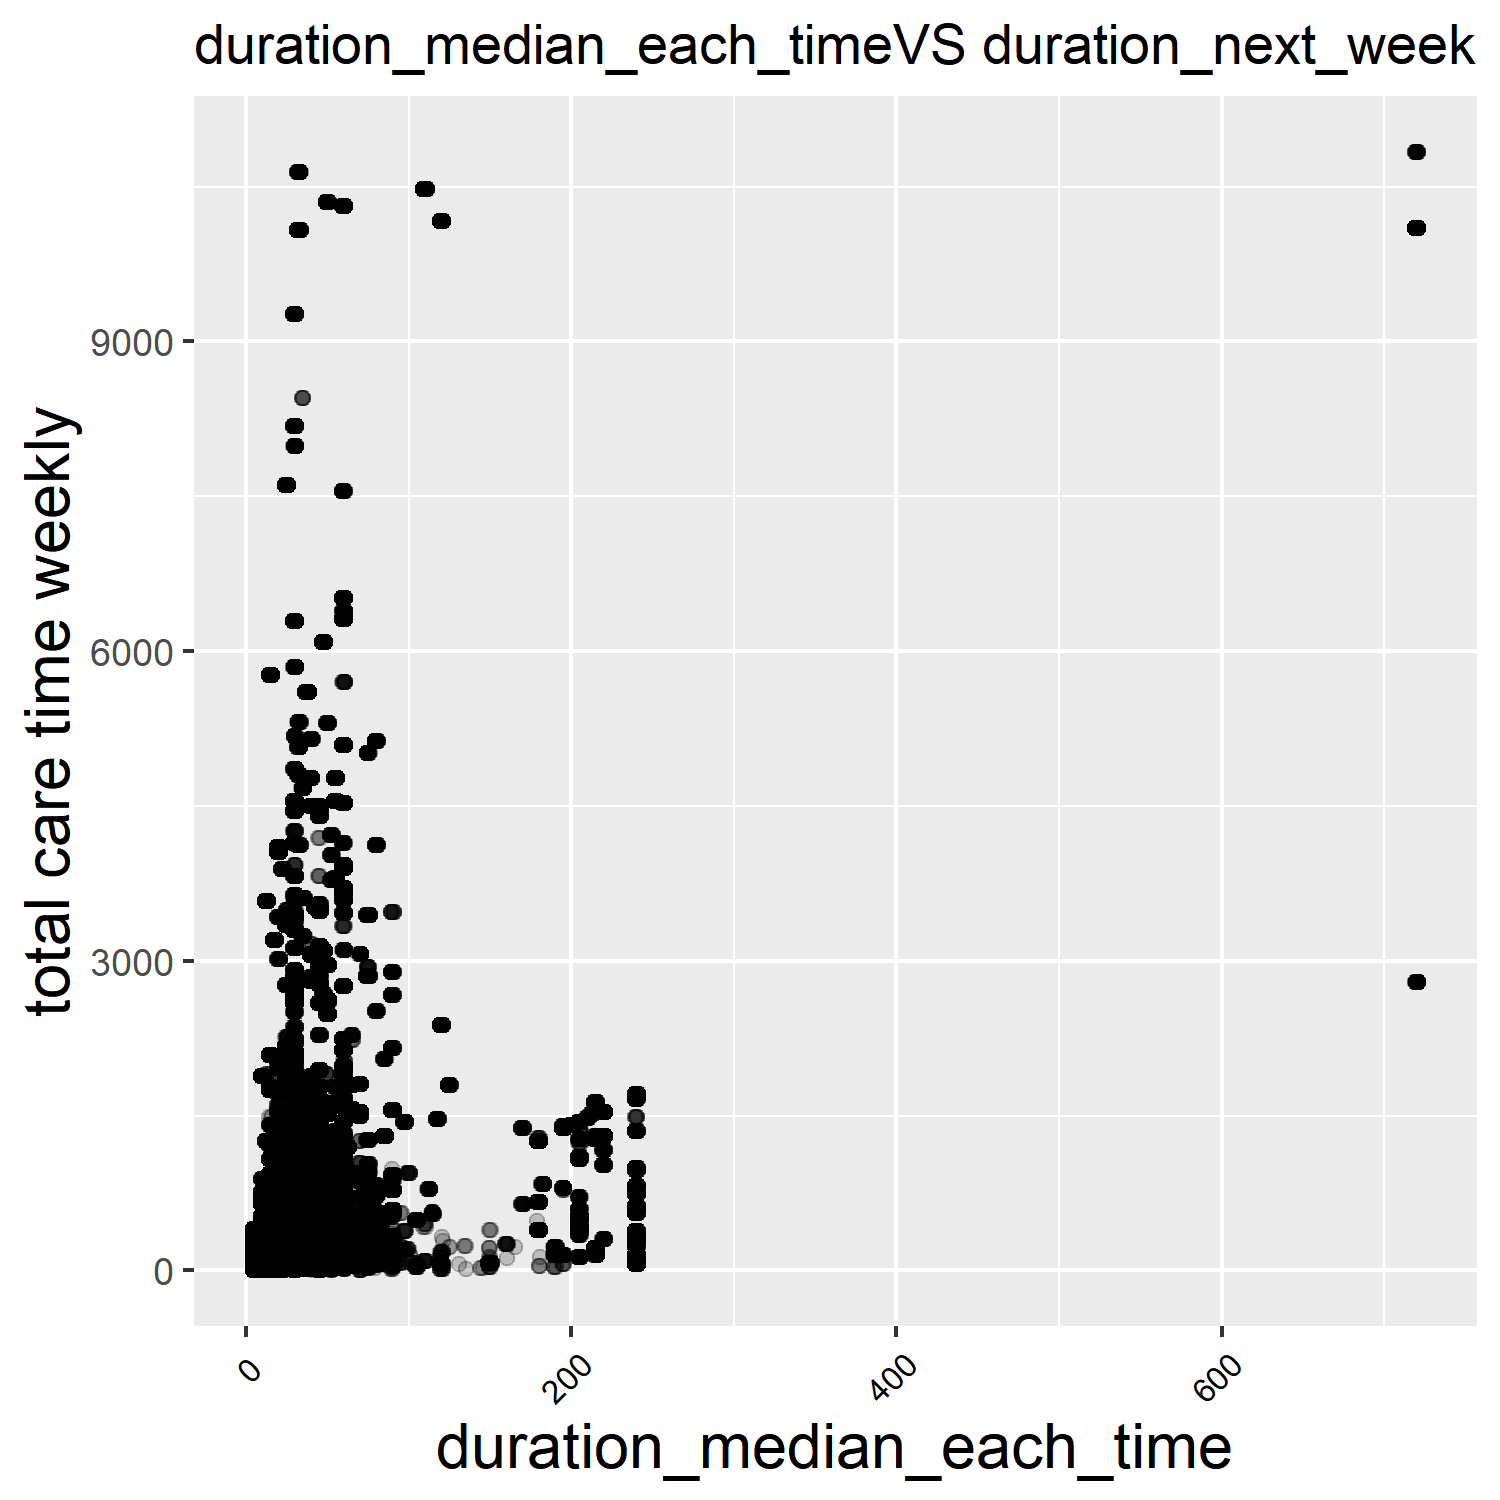 duration_median_each_timeVS duration_next_week
total care time weekly
9000
6000
3000
0
0
200
400
600
duration_median_each_time